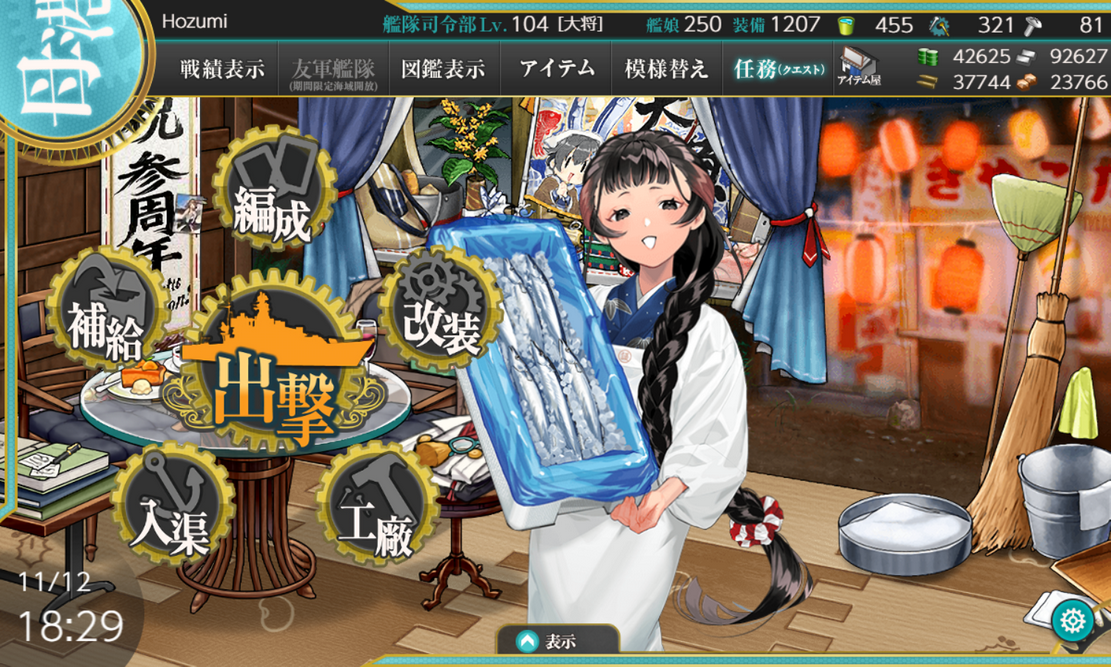 母港
Hozumi
艦隊司令部Lv.104 [大将]
艦娘 250 装備 1207
455
321
81
戦績表示
友軍艦隊
(期間限定海域開放)
図鑑表示
アイテム
模様替え
任務(クエスト)
アイテム屋
42625
92627
37744
23766
祝参周年
大
編成
補給
改装
出撃
入渠
工廠
11/12
18:29
表示